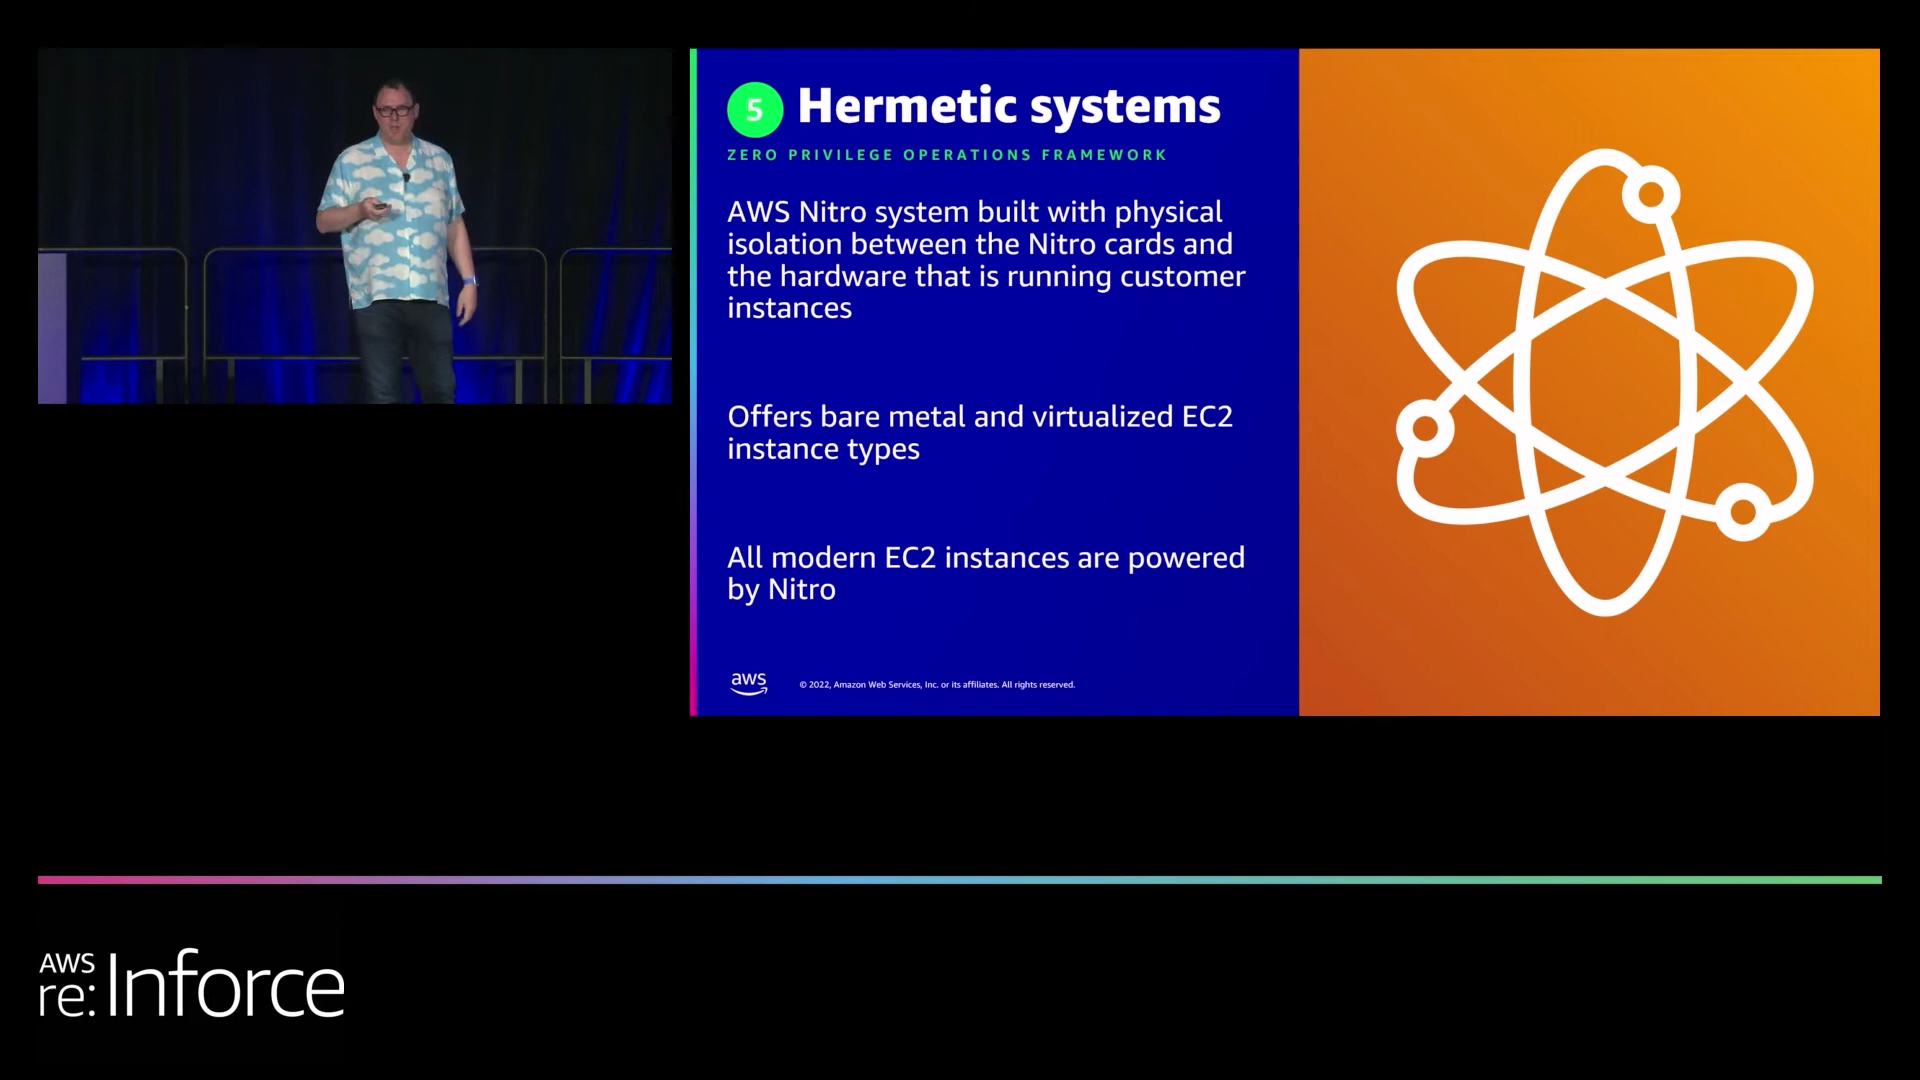 5 Hermetic systems
ZERO PRIVILEGE OPERATIONS FRAMEWORK
AWS Nitro system built with physical
isolation between the Nitro cards and
the hardware that is running customer
instances
Offers bare metal and virtualized EC2
instance types
All modern EC2 instances are powered
by Nitro
aws
© 2022, Amazon Web Services, Inc. or its affiliates. All rights reserved.
AWS
re:Inforce